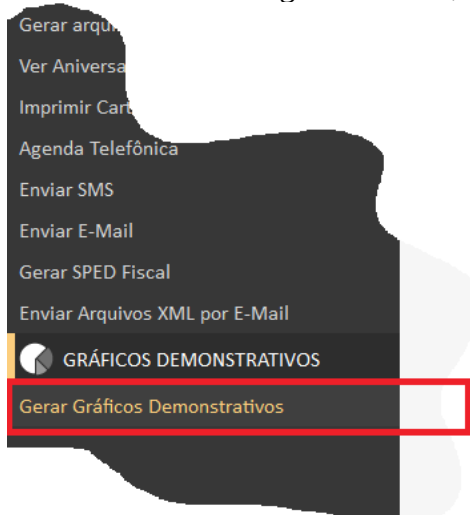 Gerar
Ver Aniversa
Imprimir Cart
Agenda Telefônica
Enviar SMS
Enviar E-Mail
Gerar SPED Fiscal
Enviar Arquivos XML por E-Mail
GRÁFICOS DEMONSTRATIVOS
Gerar Gráficos Demonstrativos